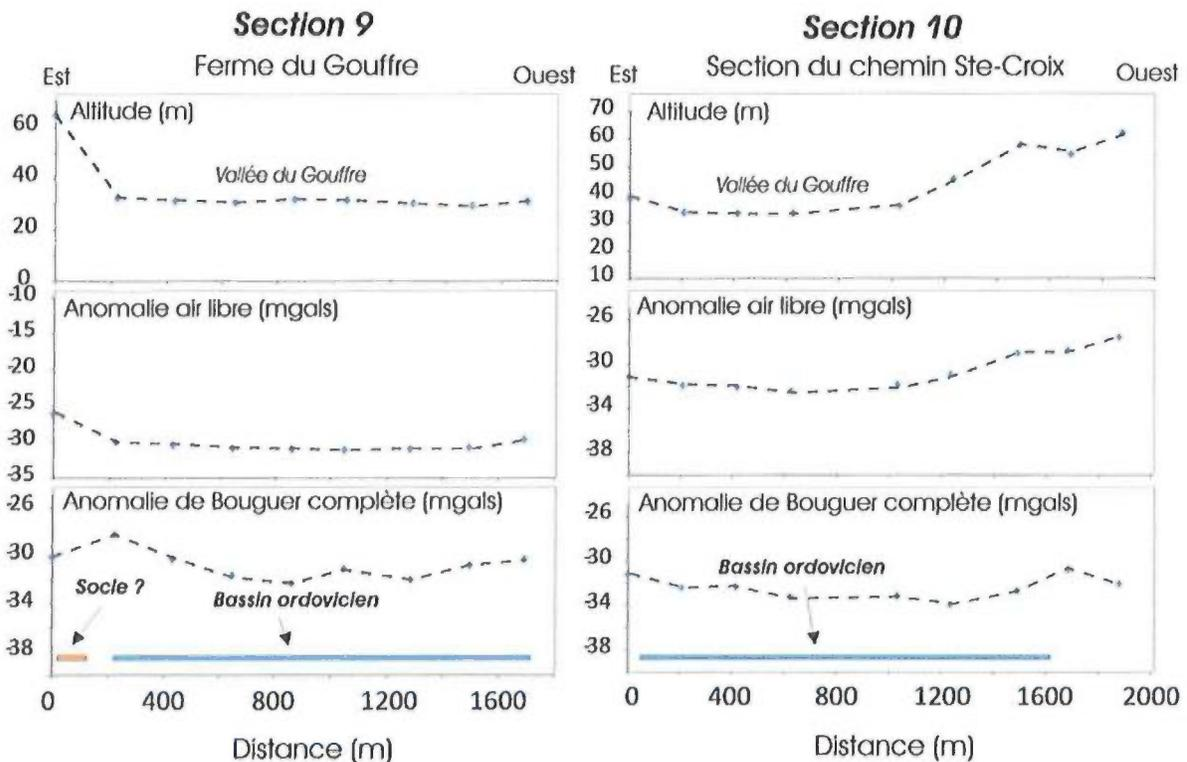 Section 9
Ferme du Gouffre
Est
Ouest
Altitude (m)
60
40
20
0
Vallée du Gouffre
Anomalie air libre (mgals)
-10
-15
-20
-25
-30
-35
Anomalie de Bouguer complète (mgals)
-26
-30
-34
-38
Socle ?
Bassin ordovicien
0
400
800
1200
1600
Distance (m)
Section 10
Section du chemin Ste-Croix
Est
Ouest
Altitude (m)
70
60
50
40
30
20
10
Vallée du Gouffre
Anomalie air libre (mgals)
-26
-30
-34
-38
Anomalie de Bouguer complète (mgals)
-26
-30
-34
-38
Bassin ordovicien
0
400
800
1200
1600
2000
Distance (m)